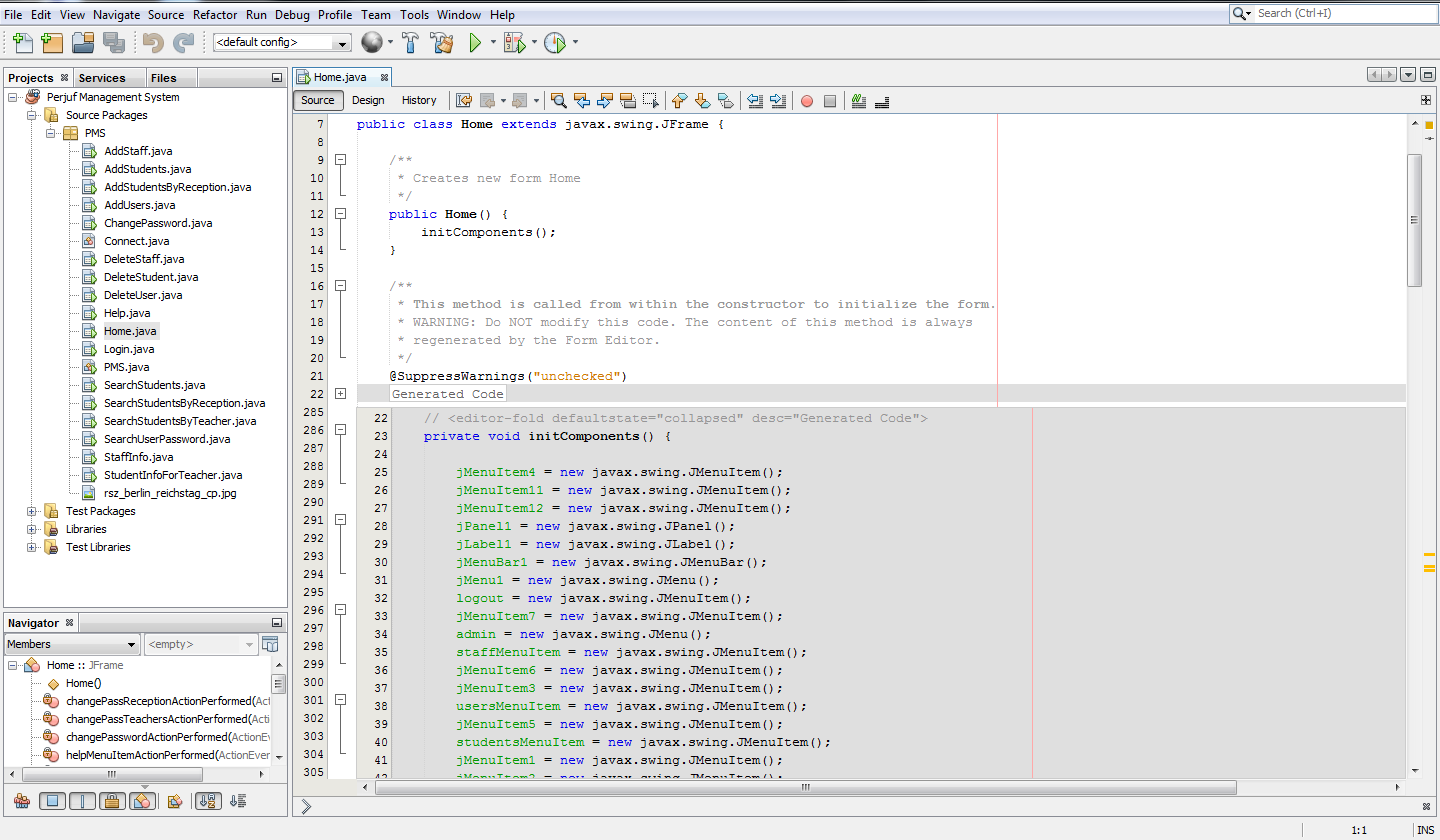 File Edit View Navigate Source Refactor Run Debug Profile Team Tools Window Help
Search (Ctrl+I)
<default config>
Projects Services Files
Perjuf Management System
Source Packages
PMS
AddStaff.java
AddStudents.java
AddStudentsByReception.java
AddUsers.java
ChangePassword.java
Connect.java
DeleteStaff.java
DeleteStudent.java
DeleteUser.java
Help.java
Home.java
Login.java
PMS.java
SearchStudents.java
SearchStudentsByReception.java
SearchStudentsByTeacher.java
SearchUserPassword.java
StaffInfo.java
StudentInfoForTeacher.java
rsz_berlin_reichstag_cp.jpg
Test Packages
Libraries
Test Libraries
Navigator
Members <empty>
Home :: JFrame
Home()
changePassReceptionActionPerformed(Act
changePassTeachersActionPerformed(Acti
changePasswordActionPerformed(ActionEv
helpMenuItemActionPerformed(ActionEver
Home.java
Source Design History
7 public class Home extends javax.swing.JFrame {
8
9 /**
10 * Creates new form Home
11 */
12 public Home() {
13 initComponents();
14 }
15
16 /**
17 * This method is called from within the constructor to initialize the form.
18 * WARNING: Do NOT modify this code. The content of this method is always
19 * regenerated by the Form Editor.
20 */
21 @SuppressWarnings("unchecked")
22 Generated Code
285
286
287
288
289
290
291
292
293
294
295
296
297
298
299
300
301
302
303
304
305
22 // <editor-fold defaultstate="collapsed" desc="Generated Code">
23 private void initComponents() {
24
25 jMenuItem4 = new javax.swing.JMenuItem();
26 jMenuItem11 = new javax.swing.JMenuItem();
27 jMenuItem12 = new javax.swing.JMenuItem();
28 jPanel1 = new javax.swing.JPanel();
29 jLabel1 = new javax.swing.JLabel();
30 jMenuBar1 = new javax.swing.JMenuBar();
31 jMenu1 = new javax.swing.JMenu();
32 logout = new javax.swing.JMenuItem();
33 jMenuItem7 = new javax.swing.JMenuItem();
34 admin = new javax.swing.JMenu();
35 staffMenuItem = new javax.swing.JMenuItem();
36 jMenuItem6 = new javax.swing.JMenuItem();
37 jMenuItem3 = new javax.swing.JMenuItem();
38 usersMenuItem = new javax.swing.JMenuItem();
39 jMenuItem5 = new javax.swing.JMenuItem();
40 studentsMenuItem = new javax.swing.JMenuItem();
41 jMenuItem1 = new javax.swing.JMenuItem();
42 jMenuItem2 = new javax.swing.JMenuItem();
1:1 INS